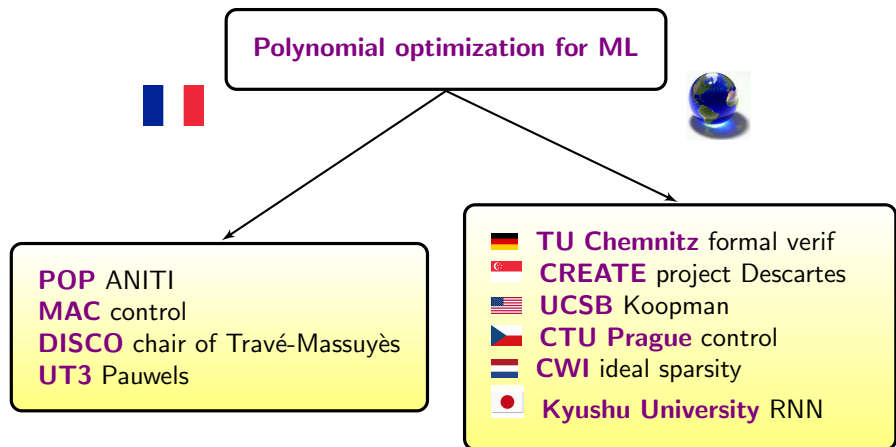 Polynomial optimization for ML
POP ANITI
MAC control
DISCO chair of Travé-Massuyès
UT3 Pauwels
TU Chemnitz formal verif
CREATE project Descartes
UCSB Koopman
CTU Prague control
CWI ideal sparsity
Kyushu University RNN